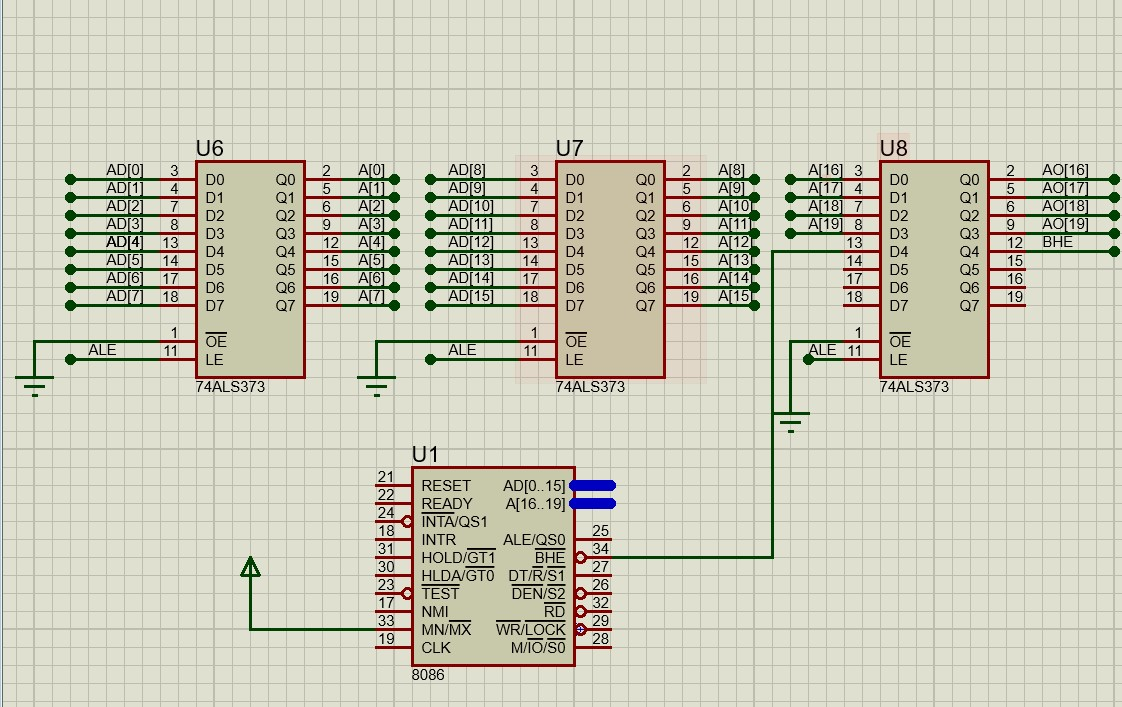 U6 U7 U8
AD[0] 3 D0 Q0 2 A[0] AD[8] 3 D0 Q0 2 A[8] A[16] 3 D0 Q0 2 AO[16]
AD[1] 4 D1 Q1 5 A[1] AD[9] 4 D1 Q1 5 A[9] A[17] 4 D1 Q1 5 AO[17]
AD[2] 7 D2 Q2 6 A[2] AD[10] 7 D2 Q2 6 A[10] A[18] 7 D2 Q2 6 AO[18]
AD[3] 8 D3 Q3 9 A[3] AD[11] 8 D3 Q3 9 A[11] A[19] 8 D3 Q3 9 AO[19]
AD[4] 13 D4 Q4 12 A[4] AD[12] 13 D4 Q4 12 A[12] 13 D4 Q4 12 BHE
AD[5] 14 D5 Q5 15 A[5] AD[13] 14 D5 Q5 15 A[13] 14 D5 Q5 15
AD[6] 17 D6 Q6 16 A[6] AD[14] 17 D6 Q6 16 A[14] 17 D6 Q6 16
AD[7] 18 D7 Q7 19 A[7] AD[15] 18 D7 Q7 19 A[15] 18 D7 Q7 19
1 OE 1 OE 1 OE
ALE 11 LE ALE 11 LE ALE 11 LE
74ALS373 74ALS373 74ALS373
U1
21 RESET AD[0..15]
22 READY A[16..19]
24 INTA/QS1
18 INTR ALE/QS0 25
31 HOLD/GT1 BHE 34
30 HLDA/GT0 DT/R/S1 27
23 TEST DEN/S2 26
17 NMI RD 32
33 MN/MX WR/LOCK 29
19 CLK M/IO/S0 28
8086